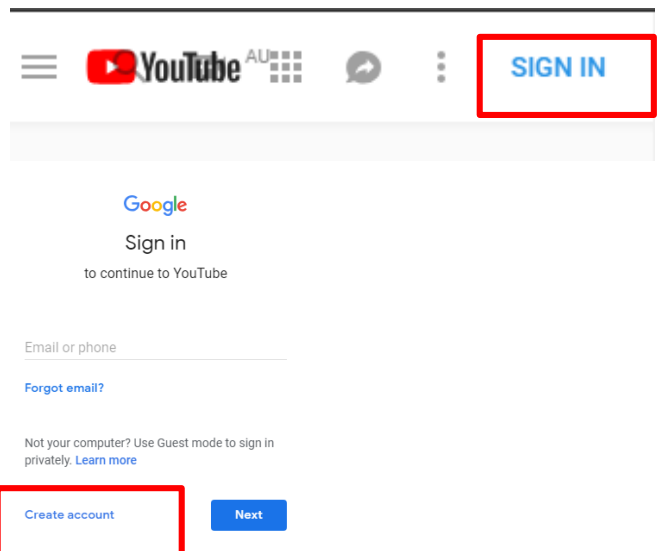 YouTube AU
SIGN IN
Google
Sign in
to continue to YouTube
Email or phone
Forgot email?
Not your computer? Use Guest mode to sign in
privately. Learn more
Create account
Next